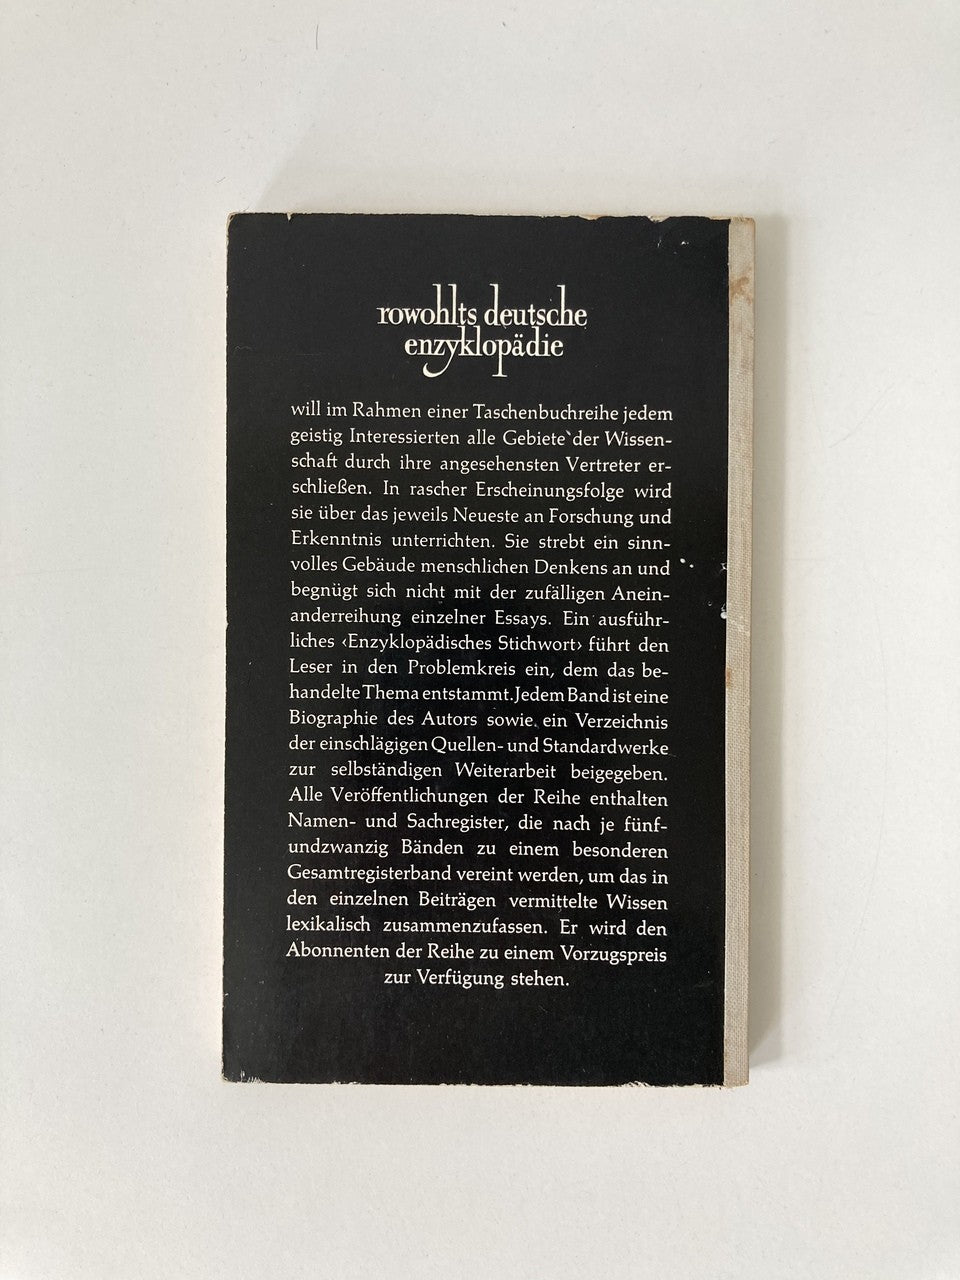 rowohlts deutsche
enzyklopädie
will im Rahmen einer Taschenbuchreihe jedem
geistig Interessierten alle Gebiete der Wissen-
schaft durch ihre angesehensten Vertreter er-
schließen. In rascher Erscheinungsfolge wird
sie über das jeweils Neueste an Forschung und
Erkenntnis unterrichten. Sie strebt ein sinn-
volles Gebäude menschlichen Denkens an und
begnügt sich nicht mit der zufälligen Anein-
anderreihung einzelner Essays. Ein ausführ-
liches ‹Enzyklopädisches Stichwort› führt den
Leser in den Problemkreis ein, dem das be-
handelte Thema entstammt. Jedem Band ist eine
Biographie des Autors sowie ein Verzeichnis
der einschlägigen Quellen- und Standardwerke
zur selbständigen Weiterarbeit beigegeben.
Alle Veröffentlichungen der Reihe enthalten
Namen- und Sachregister, die nach je fünf-
undzwanzig Bänden zu einem besonderen
Gesamtregisterband vereint werden, um das in
den einzelnen Beiträgen vermittelte Wissen
lexikalisch zusammenzufassen. Er wird den
Abonnenten der Reihe zu einem Vorzugspreis
zur Verfügung stehen.